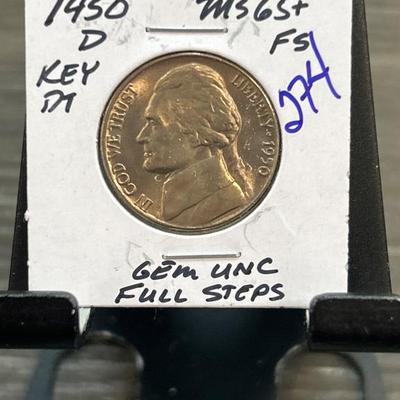 1950 MS65+
D FS
KEY
DT
274
IN GOD WE TRUST
LIBERTY ★ 1950
GEM UNC
FULL STEPS